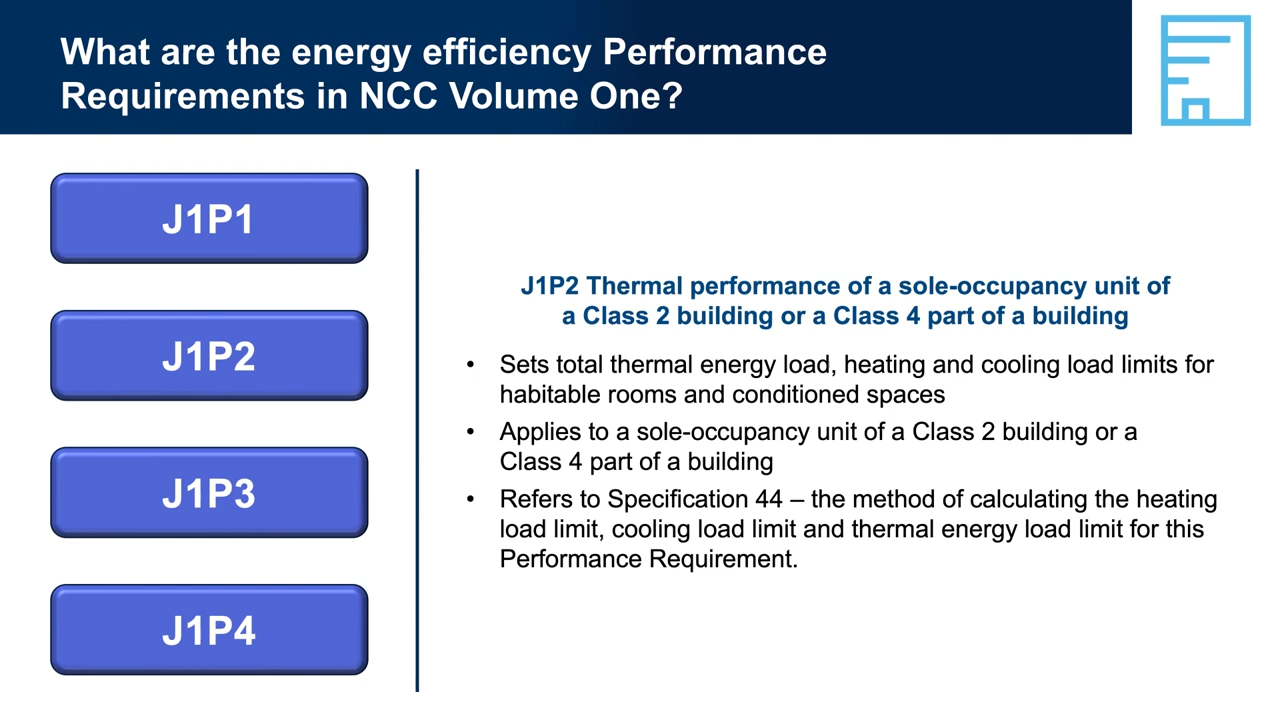 What are the energy efficiency Performance
Requirements in NCC Volume One?
J1P1
J1P2
J1P3
J1P4
J1P2 Thermal performance of a sole-occupancy unit of
a Class 2 building or a Class 4 part of a building
• Sets total thermal energy load, heating and cooling load limits for
habitable rooms and conditioned spaces
• Applies to a sole-occupancy unit of a Class 2 building or a
Class 4 part of a building
• Refers to Specification 44 – the method of calculating the heating
load limit, cooling load limit and thermal energy load limit for this
Performance Requirement.